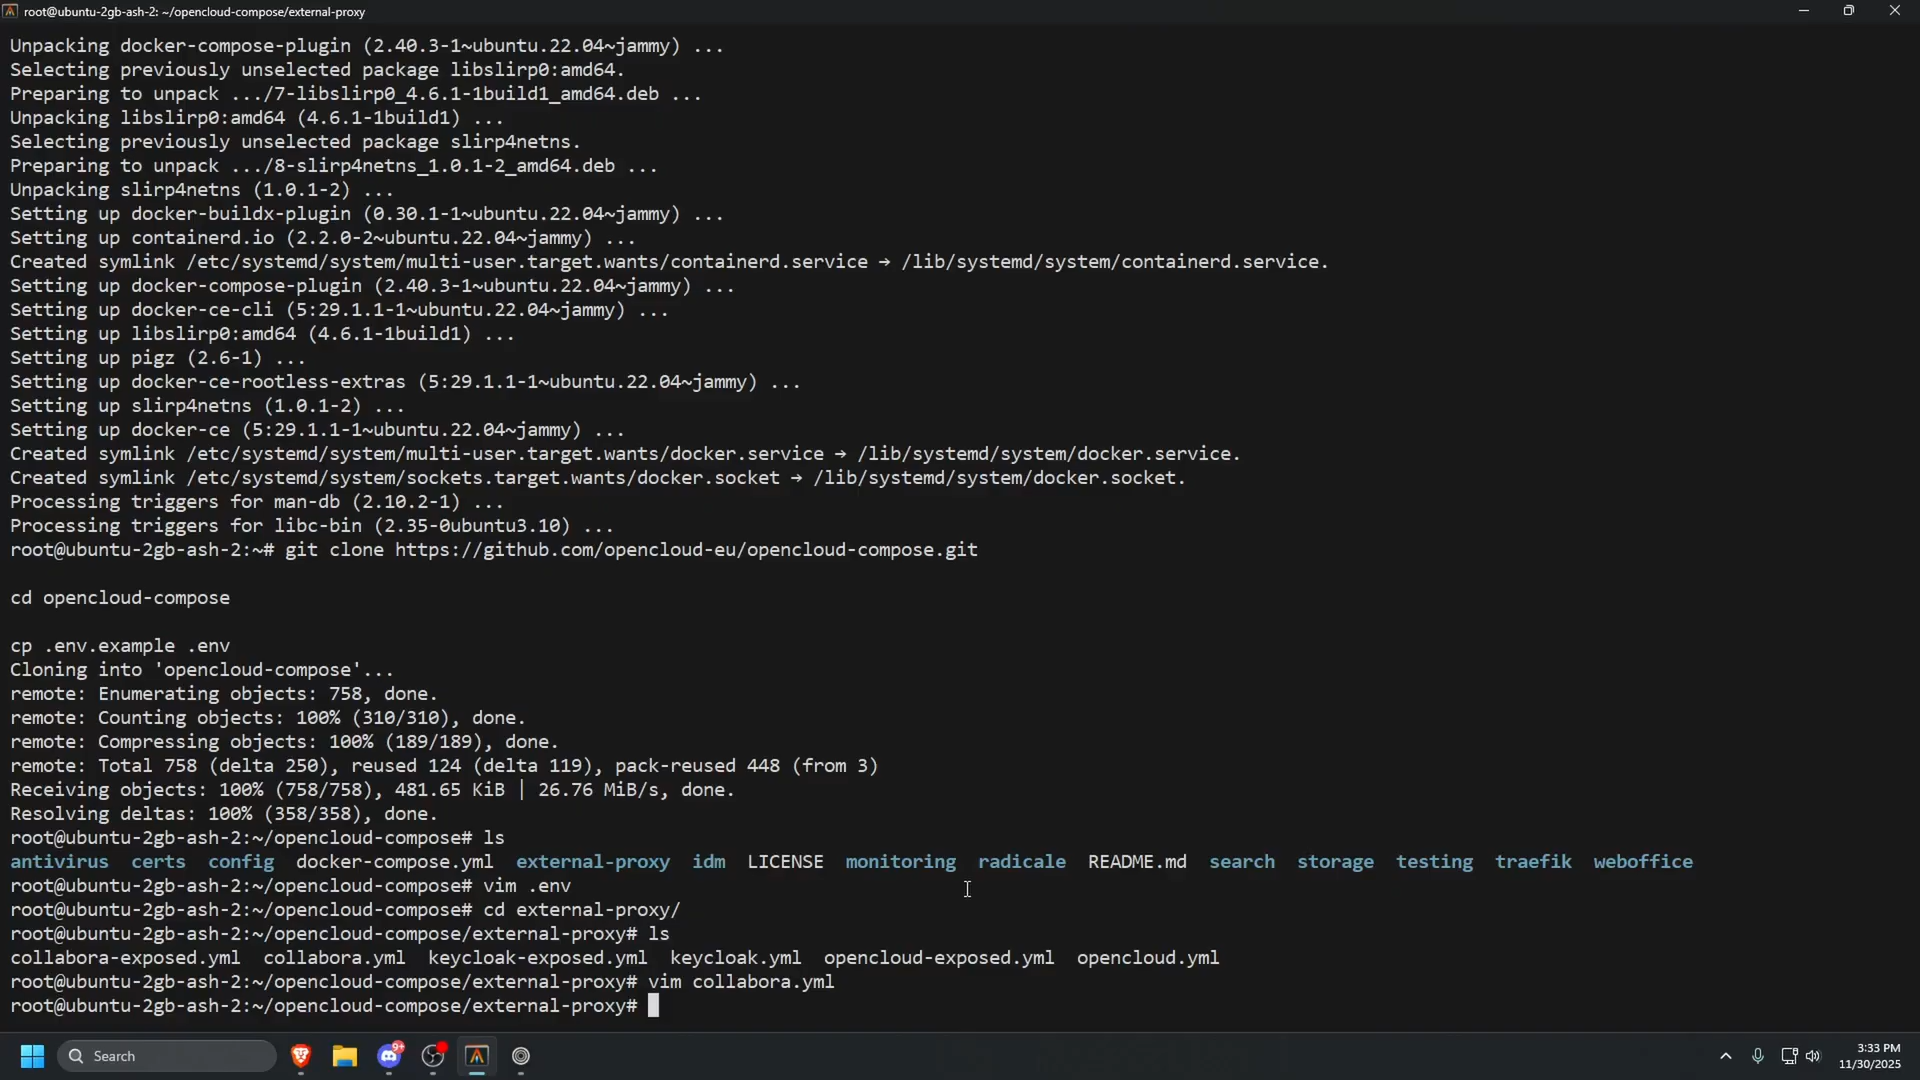 root@ubuntu-2gb-ash-2: ~/opencloud-compose/external-proxy
Unpacking docker-compose-plugin (2.40.3-1~ubuntu.22.04~jammy) ...
Selecting previously unselected package libslirp0:amd64.
Preparing to unpack .../7-libslirp0_4.6.1-1build1_amd64.deb ...
Unpacking libslirp0:amd64 (4.6.1-1build1) ...
Selecting previously unselected package slirp4netns.
Preparing to unpack .../8-slirp4netns_1.0.1-2_amd64.deb ...
Unpacking slirp4netns (1.0.1-2) ...
Setting up docker-buildx-plugin (0.30.1-1~ubuntu.22.04~jammy) ...
Setting up containerd.io (2.2.0-2~ubuntu.22.04~jammy) ...
Created symlink /etc/systemd/system/multi-user.target.wants/containerd.service → /lib/systemd/system/containerd.service.
Setting up docker-compose-plugin (2.40.3-1~ubuntu.22.04~jammy) ...
Setting up docker-ce-cli (5:29.1.1-1~ubuntu.22.04~jammy) ...
Setting up libslirp0:amd64 (4.6.1-1build1) ...
Setting up pigz (2.6-1) ...
Setting up docker-ce-rootless-extras (5:29.1.1-1~ubuntu.22.04~jammy) ...
Setting up slirp4netns (1.0.1-2) ...
Setting up docker-ce (5:29.1.1-1~ubuntu.22.04~jammy) ...
Created symlink /etc/systemd/system/multi-user.target.wants/docker.service → /lib/systemd/system/docker.service.
Created symlink /etc/systemd/system/sockets.target.wants/docker.socket → /lib/systemd/system/docker.socket.
Processing triggers for man-db (2.10.2-1) ...
Processing triggers for libc-bin (2.35-0ubuntu3.10) ...
root@ubuntu-2gb-ash-2:~# git clone https://github.com/opencloud-eu/opencloud-compose.git
cd opencloud-compose
cp .env.example .env
Cloning into 'opencloud-compose'...
remote: Enumerating objects: 758, done.
remote: Counting objects: 100% (310/310), done.
remote: Compressing objects: 100% (189/189), done.
remote: Total 758 (delta 250), reused 124 (delta 119), pack-reused 448 (from 3)
Receiving objects: 100% (758/758), 481.65 KiB | 26.76 MiB/s, done.
Resolving deltas: 100% (358/358), done.
root@ubuntu-2gb-ash-2:~/opencloud-compose# ls
antivirus certs config docker-compose.yml external-proxy idm LICENSE monitoring radicale README.md search storage testing traefik weboffice
root@ubuntu-2gb-ash-2:~/opencloud-compose# vim .env
root@ubuntu-2gb-ash-2:~/opencloud-compose# cd external-proxy/
root@ubuntu-2gb-ash-2:~/opencloud-compose/external-proxy# ls
collabora-exposed.yml collabora.yml keycloak-exposed.yml keycloak.yml opencloud-exposed.yml opencloud.yml
root@ubuntu-2gb-ash-2:~/opencloud-compose/external-proxy# vim collabora.yml
root@ubuntu-2gb-ash-2:~/opencloud-compose/external-proxy#
Search
9+
3:33 PM
11/30/2025